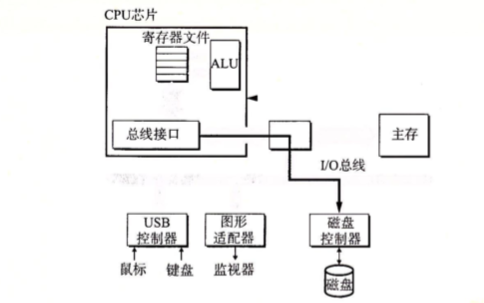 CPU芯片
寄存器文件
ALU
总线接口
主存
I/O总线
USB
控制器
图形
适配器
磁盘
控制器
鼠标
键盘
监视器
磁盘